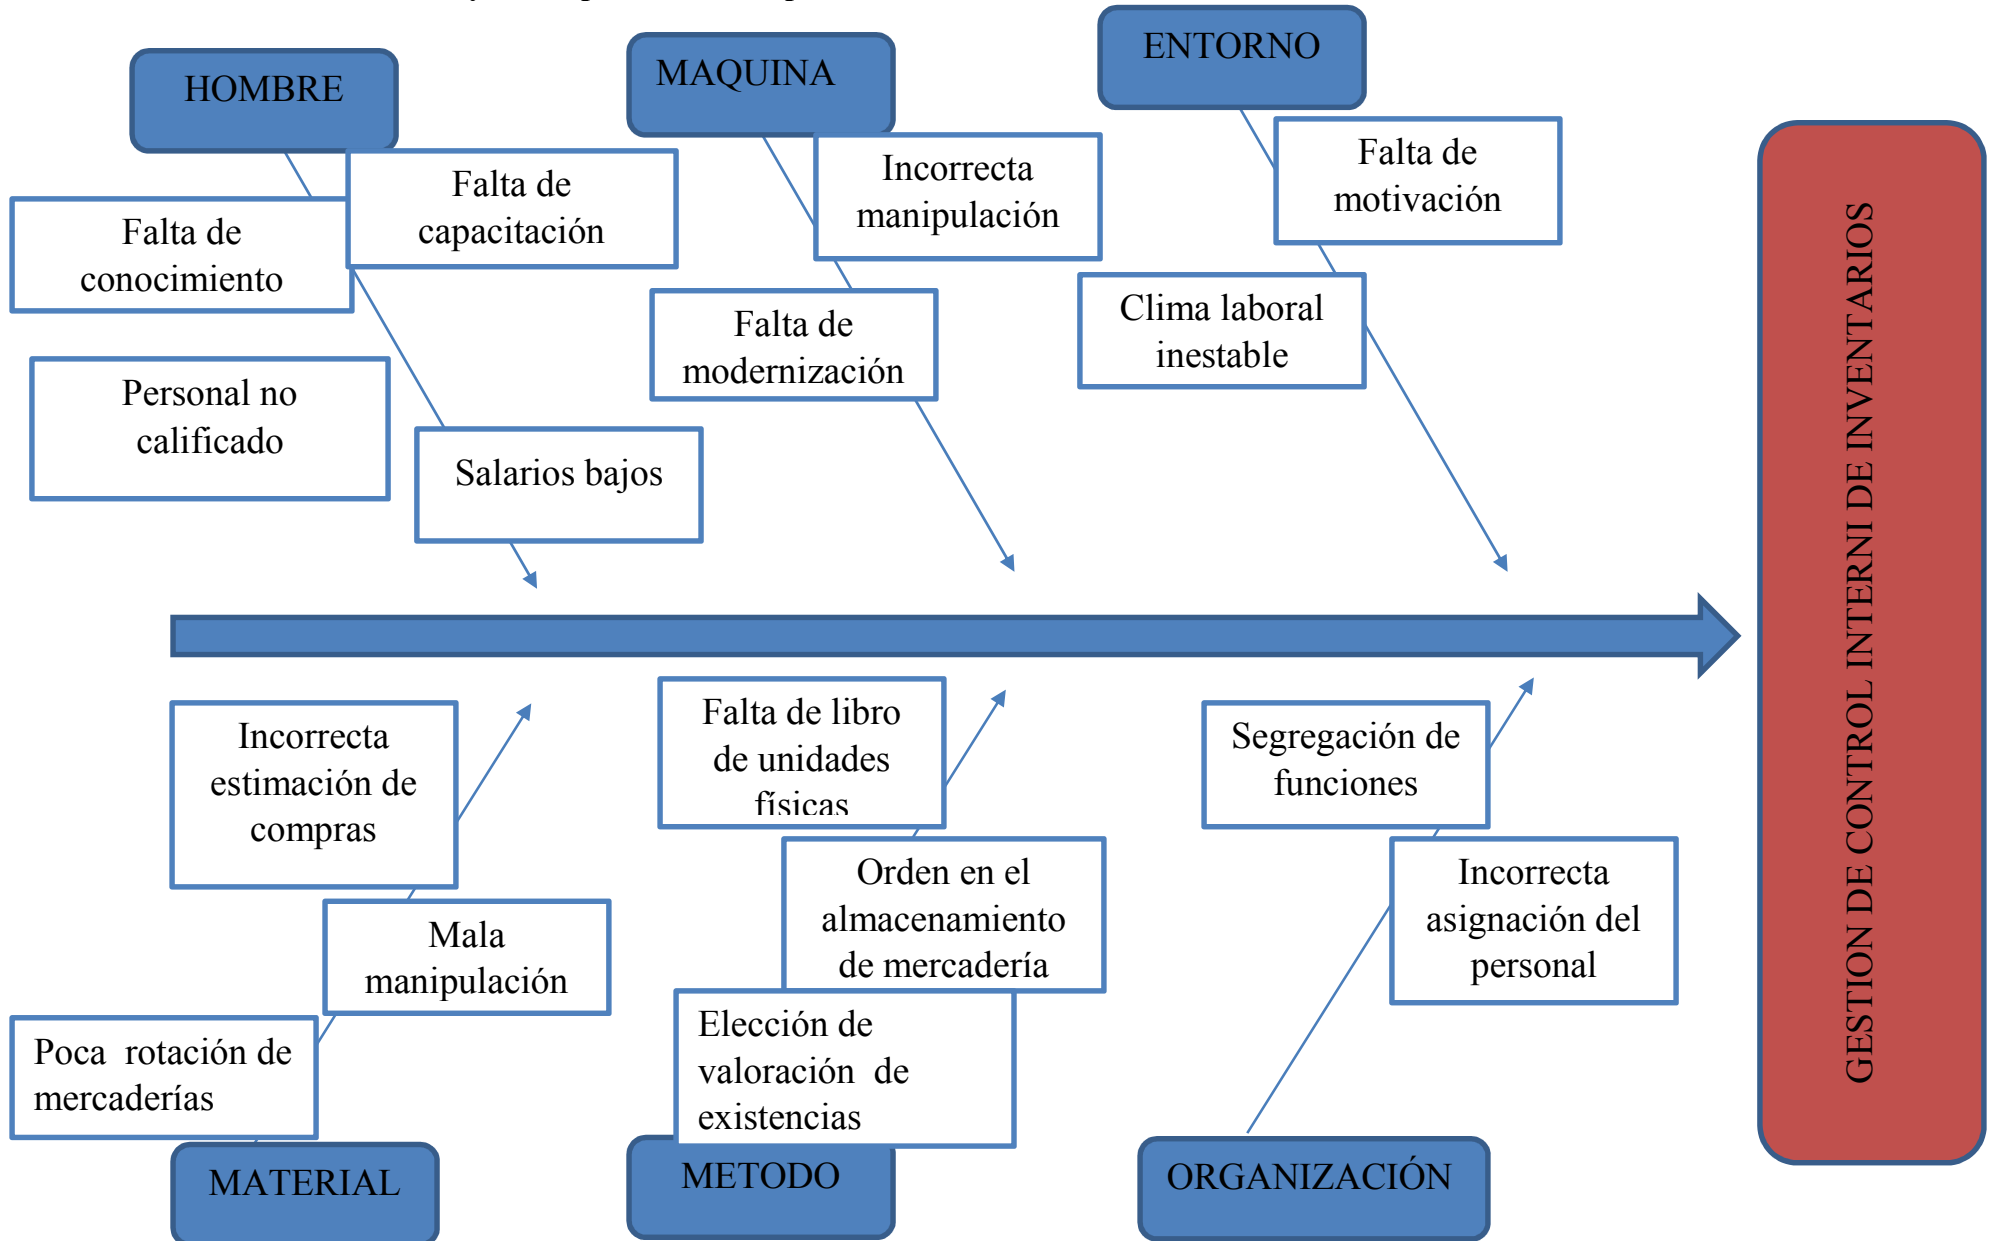 HOMBRE
MAQUINA
ENTORNO
Falta de
conocimiento
Falta de
capacitación
Incorrecta
manipulación
Falta de
motivación
Personal no
calificado
Salarios bajos
Falta de
modernización
Clima laboral
inestable
GESTION DE CONTROL INTERNI DE INVENTARIOS
Incorrecta
estimación de
compras
Mala
manipulación
Poca  rotación de
mercaderías
Falta de libro
de unidades
físicas
Orden en el
almacenamiento
de mercadería
Elección de
valoración  de
existencias
Segregación de
funciones
Incorrecta
asignación del
personal
MATERIAL
METODO
ORGANIZACIÓN